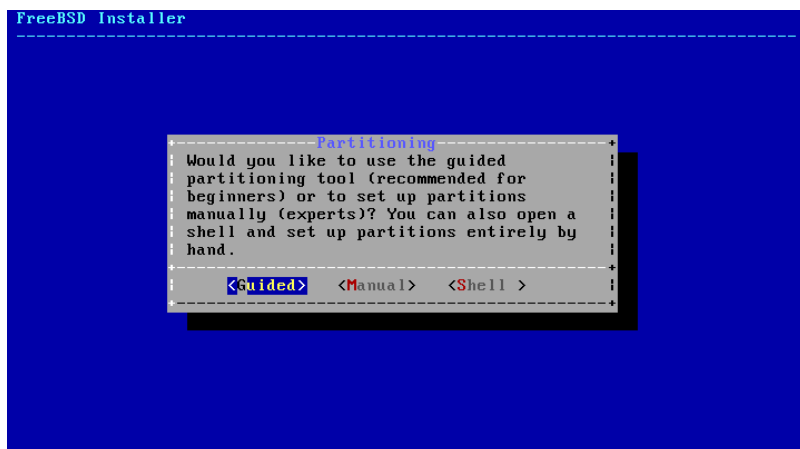 FreeBSD Installer
Partitioning
Would you like to use the guided
partitioning tool (recommended for
beginners) or to set up partitions
manually (experts)? You can also open a
shell and set up partitions entirely by
hand.
<Guided> <Manual> <Shell >